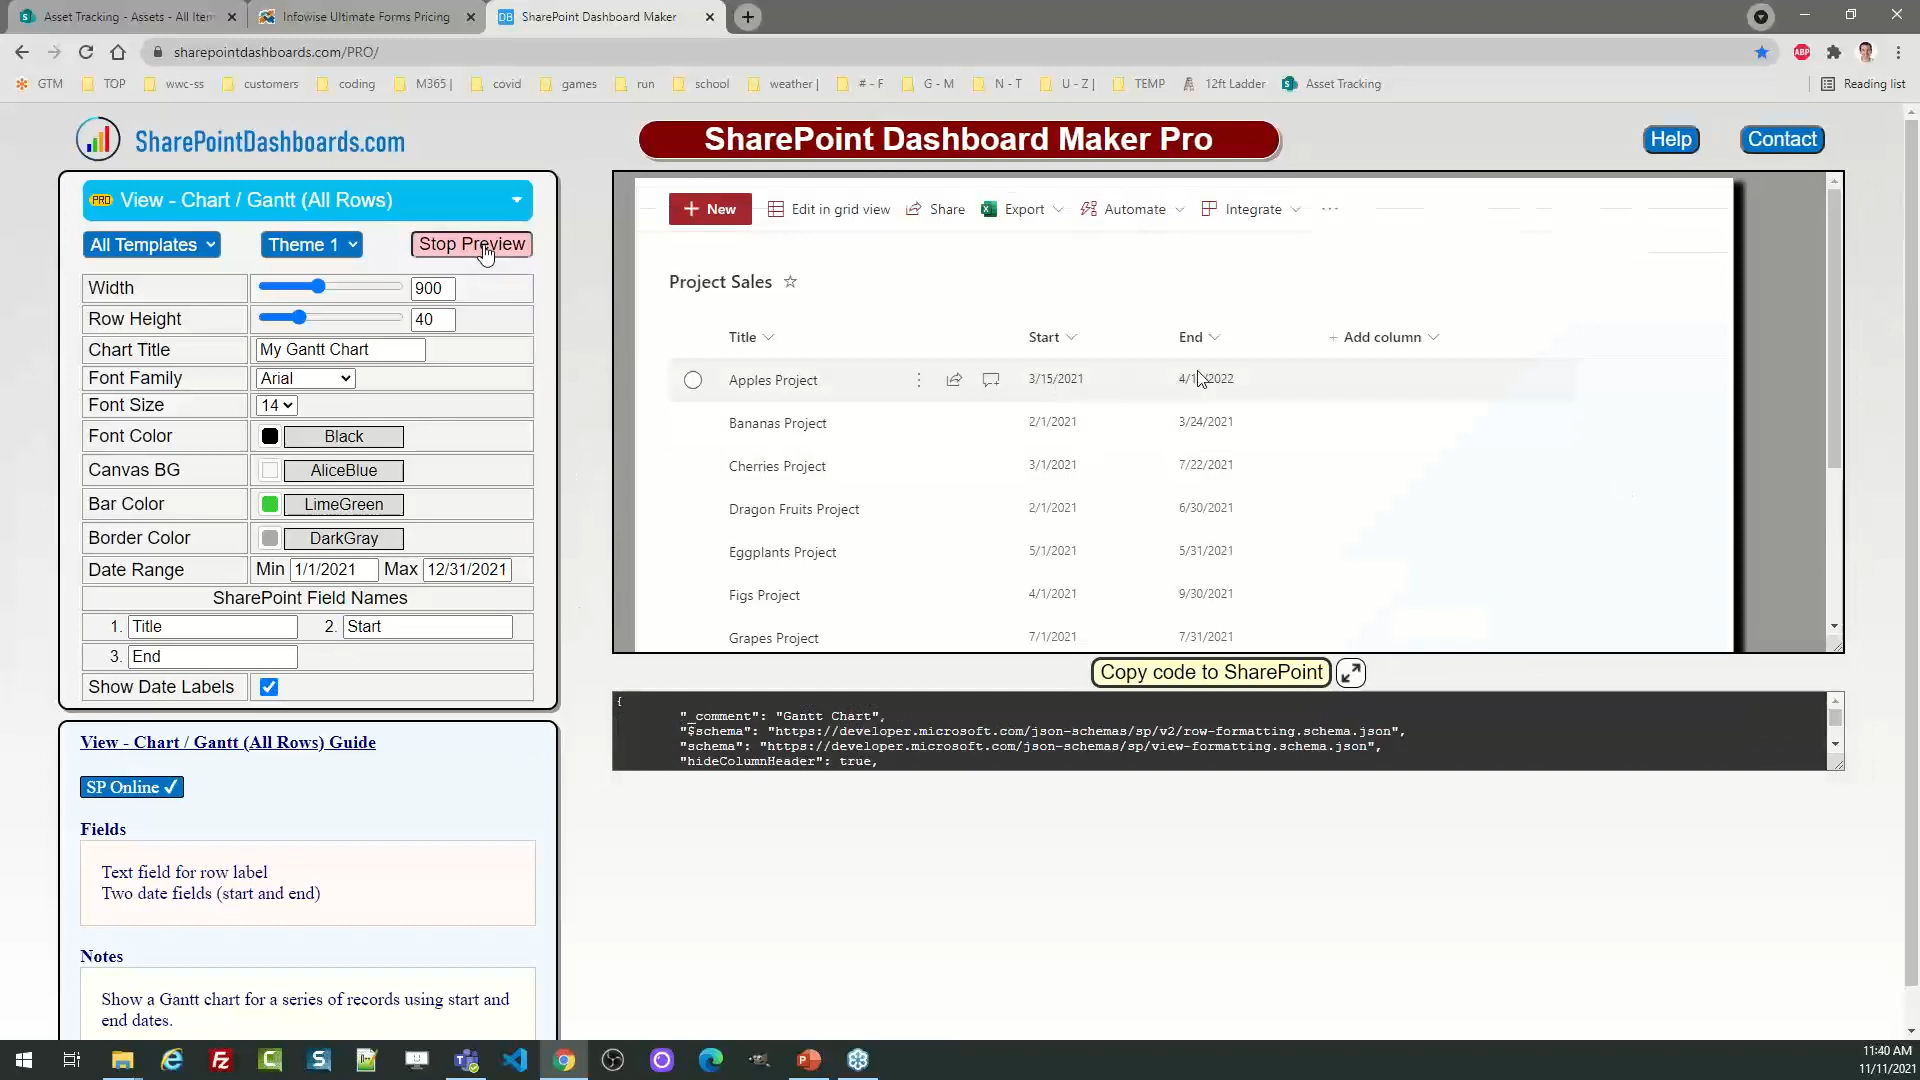 Asset Tracking - Assets - All Item
Infowise Ultimate Forms Pricing
SharePoint Dashboard Maker
sharepointdashboards.com/PRO/
ABP
GTM
TOP
wwc-ss
customers
coding
M365 |
covid
games
run
school
weather |
# - F
G - M
N - T
U - Z |
TEMP
12ft Ladder
Asset Tracking
Reading list
SharePointDashboards.com
SharePoint Dashboard Maker Pro
Help
Contact
PRO View - Chart / Gantt (All Rows)
All Templates
Theme 1
Stop Preview
Width 900
Row Height 40
Chart Title My Gantt Chart
Font Family Arial
Font Size 14
Font Color Black
Canvas BG AliceBlue
Bar Color LimeGreen
Border Color DarkGray
Date Range Min 1/1/2021 Max 12/31/2021
SharePoint Field Names
1. Title 2. Start
3. End
Show Date Labels
View - Chart / Gantt (All Rows) Guide
SP Online ✓
Fields
Text field for row label
Two date fields (start and end)
Notes
Show a Gantt chart for a series of records using start and
end dates.
+ New Edit in grid view Share Export Automate Integrate ...
Project Sales
Title Start End + Add column
Apples Project 3/15/2021
Bananas Project 2/1/2021 3/24/2021
Cherries Project 3/1/2021 7/22/2021
Dragon Fruits Project 2/1/2021 6/30/2021
Eggplants Project 5/1/2021 5/31/2021
Figs Project 4/1/2021 9/30/2021
Grapes Project 7/1/2021 7/31/2021
Copy code to SharePoint
{
"_comment": "Gantt Chart",
"$schema": "https://developer.microsoft.com/json-schemas/sp/v2/row-formatting.schema.json",
"schema": "https://developer.microsoft.com/json-schemas/sp/view-formatting.schema.json",
"hideColumnHeader": true,
11:40 AM
11/11/2021